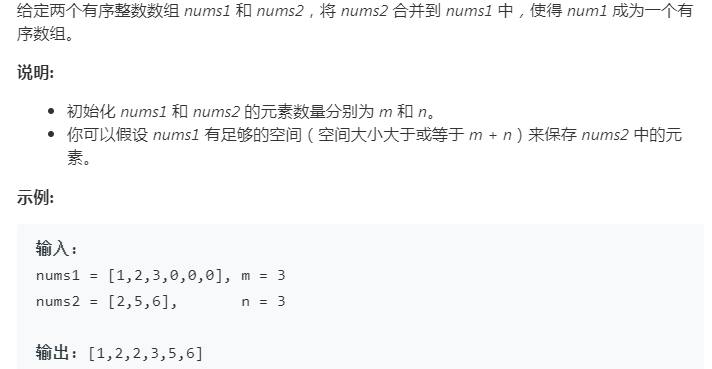 给定两个有序整数数组 nums1 和 nums2，将 nums2 合并到 nums1 中，使得 num1 成为一个有
序数组。
说明:
• 初始化 nums1 和 nums2 的元素数量分别为 m 和 n。
• 你可以假设 nums1 有足够的空间（空间大小大于或等于 m + n）来保存 nums2 中的元
素。
示例:
输入:
nums1 = [1,2,3,0,0,0], m = 3
nums2 = [2,5,6],       n = 3
输出: [1,2,2,3,5,6]